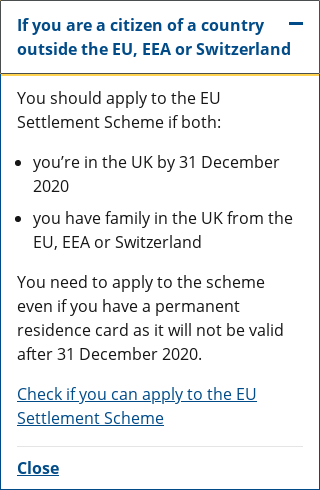 If you are a citizen of a country
outside the EU, EEA or Switzerland
You should apply to the EU
Settlement Scheme if both:
you’re in the UK by 31 December
2020
you have family in the UK from the
EU, EEA or Switzerland
You need to apply to the scheme
even if you have a permanent
residence card as it will not be valid
after 31 December 2020.
Check if you can apply to the EU
Settlement Scheme
Close